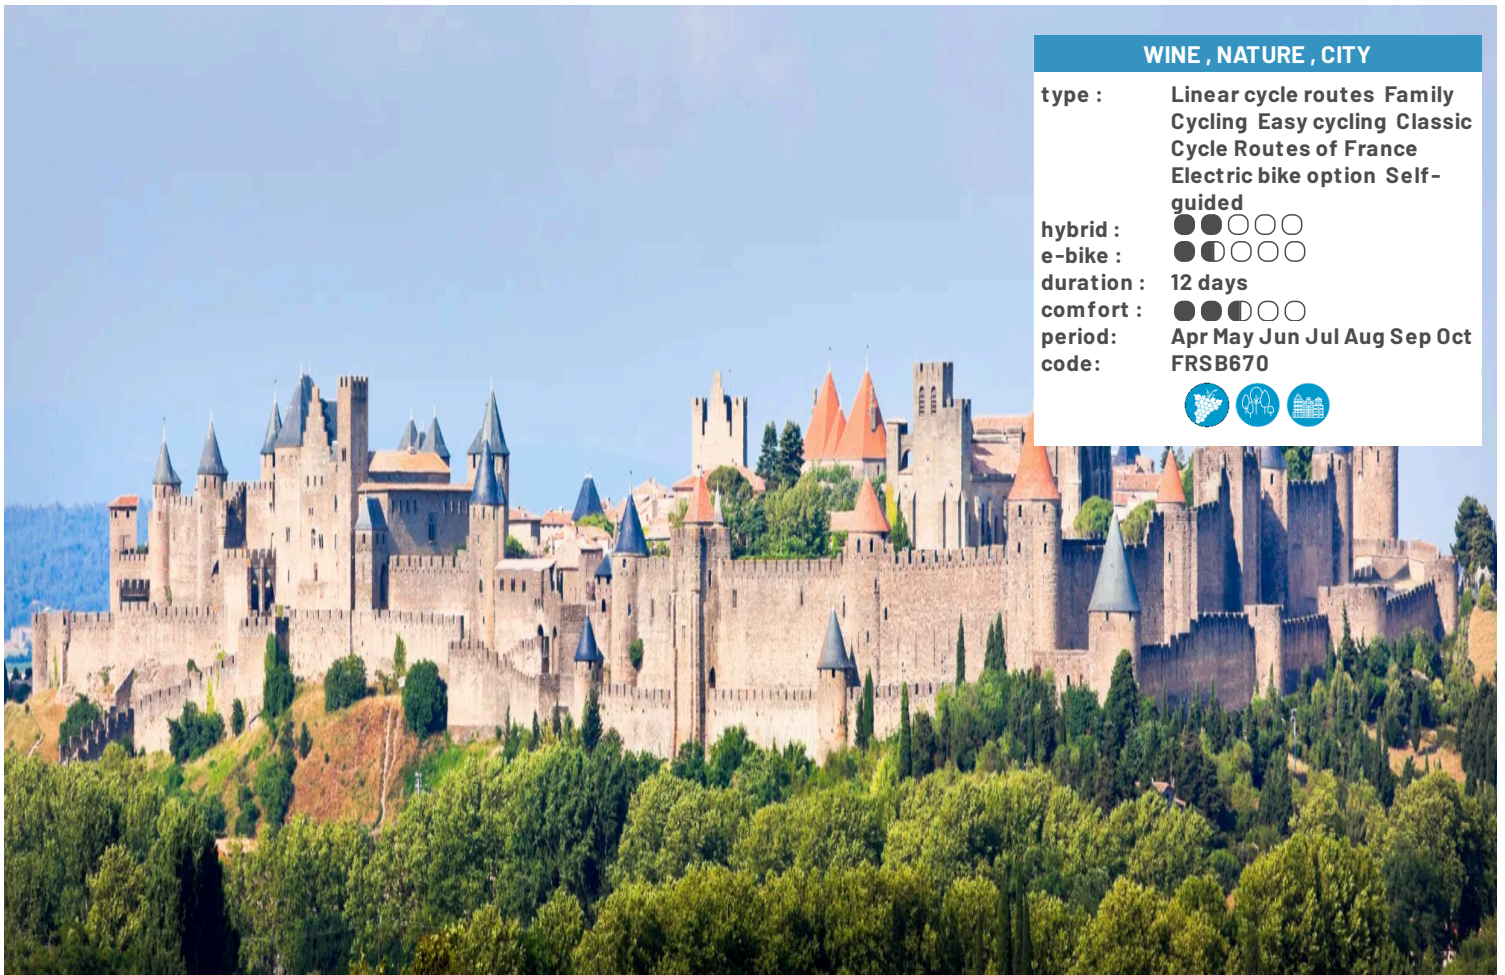 WINE , NATURE , CITY
type : Linear cycle routes Family
Cycling Easy cycling Classic
Cycle Routes of France
Electric bike option Self-
guided
hybrid :
e-bike :
duration : 12 days
comfort :
period: Apr May Jun Jul Aug Sep Oct
code: FRSB670